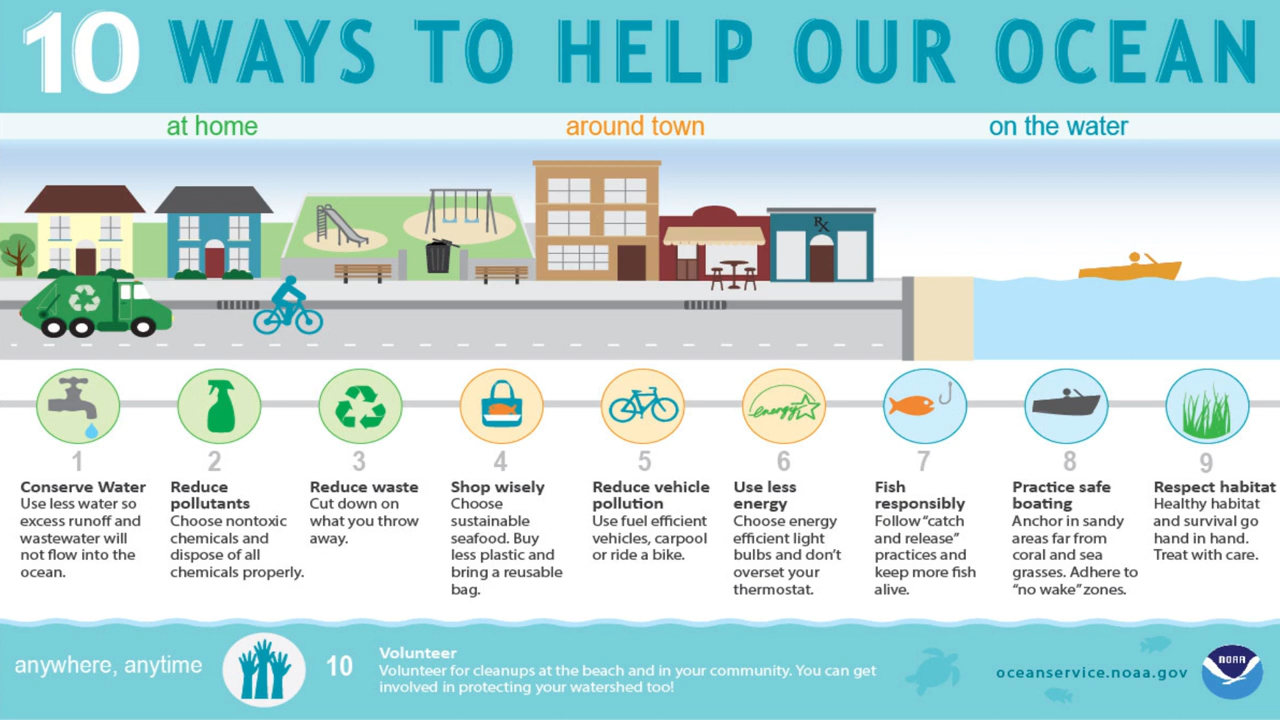 10 WAYS TO HELP OUR OCEAN
at home
around town
on the water
Rx
energy
1
Conserve Water
Use less water so
excess runoff and
wastewater will
not flow into the
ocean.
2
Reduce
pollutants
Choose nontoxic
chemicals and
dispose of all
chemicals properly.
3
Reduce waste
Cut down on
what you throw
away.
4
Shop wisely
Choose
sustainable
seafood. Buy
less plastic and
bring a reusable
bag.
5
Reduce vehicle
pollution
Use fuel efficient
vehicles, carpool
or ride a bike.
6
Use less
energy
Choose energy
efficient light
bulbs and don't
overset your
thermostat.
7
Fish
responsibly
Follow "catch
and release"
practices and
keep more fish
alive.
8
Practice safe
boating
Anchor in sandy
areas far from
coral and sea
grasses. Adhere to
"no wake" zones.
9
Respect habitat
Healthy habitat
and survival go
hand in hand.
Treat with care.
anywhere, anytime
10
Volunteer
Volunteer for cleanups at the beach and in your community. You can get
involved in protecting your watershed too!
oceanservice.noaa.gov
NOAA